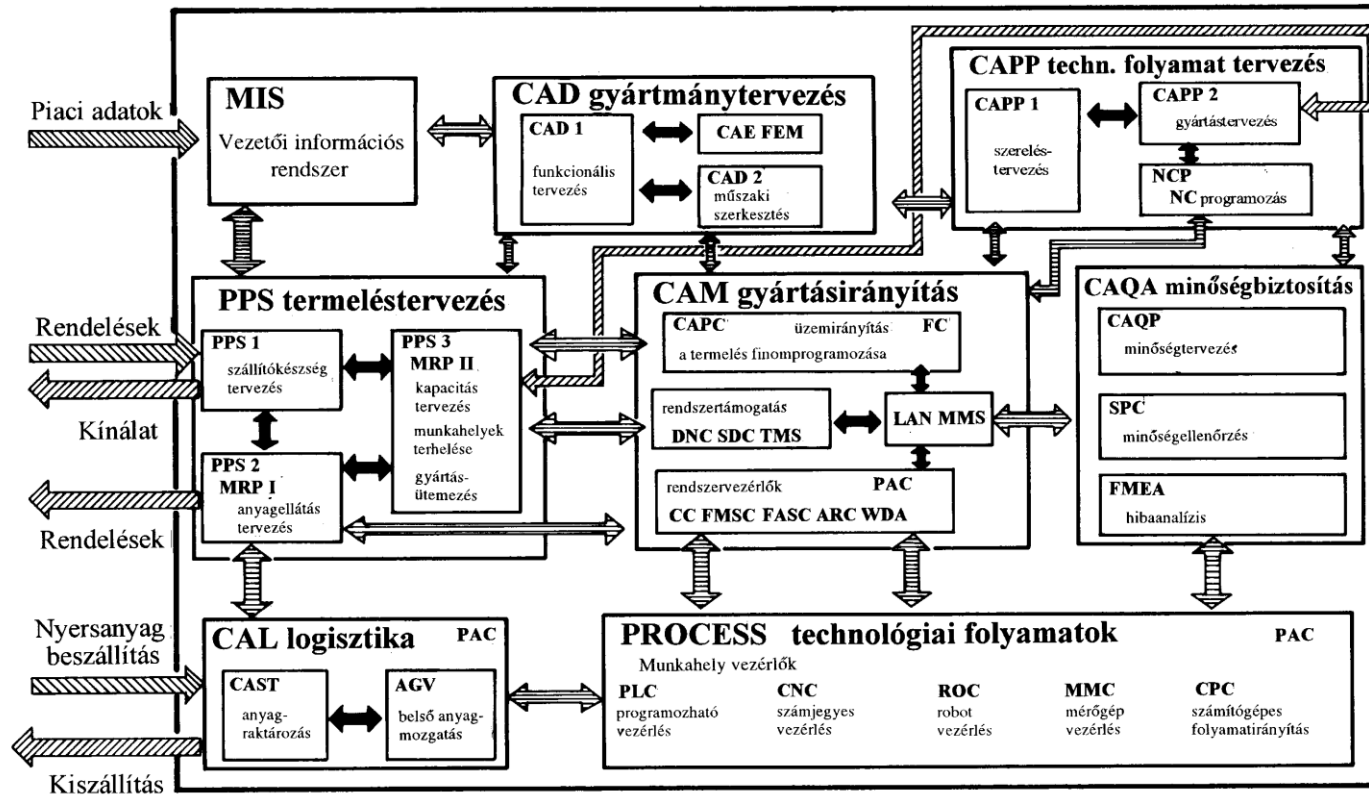 Piaci adatok
Rendelések
Kínálat
Rendelések
Nyersanyag
beszállítás
Kiszállítás
MIS
Vezetői információs
rendszer
CAD gyártmánytervezés
CAD 1
funkcionális
tervezés
CAE FEM
CAD 2
műszaki
szerkesztés
CAPP techn. folyamat tervezés
CAPP 1
szerelés-
tervezés
CAPP 2
gyártástervezés
NCP
NC programozás
PPS termeléstervezés
PPS 1
szállítókészség
tervezés
PPS 2
MRP I
anyagellátás
tervezés
PPS 3
MRP II
kapacitás
tervezés
munkahelyek
terhelése
gyártás-
ütemezés
CAM gyártásirányítás
CAPC üzemirányítás FC
a termelés finomprogramozása
rendszertámogatás
DNC SDC TMS
LAN MMS
rendszervezérlők PAC
CC FMSC FASC ARC WDA
CAQA minőségbiztosítás
CAQP
minőségtervezés
SPC
minőségellenőrzés
FMEA
hibaanalízis
CAL logisztika PAC
CAST
anyag-
raktározás
AGV
belső anyag-
mozgatás
PROCESS technológiai folyamatok PAC
Munkahely vezérlők
PLC
programozható
vezérlés
CNC
számjegyes
vezérlés
ROC
robot
vezérlés
MMC
mérőgép
vezérlés
CPC
számítógépes
folyamatirányítás